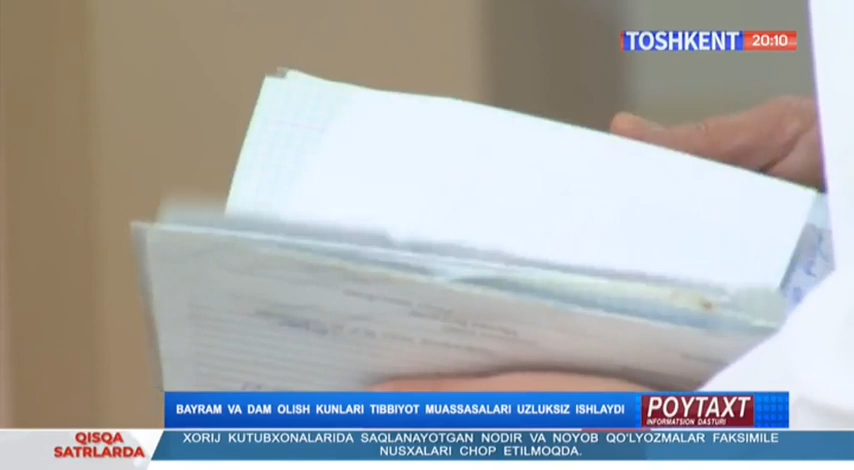 TOSHKENT 20:10
BAYRAM VA DAM OLISH KUNLARI TIBBIYOT MUASSASALARI UZLUKSIZ ISHLAYDI
POYTAXT
INFORMATSION DASTURI
QISQA
SATRLARDA
XORIJ KUTUBXONALARIDA SAQLANAYOTGAN NODIR VA NOYOB QO'LYOZMALAR FAKSIMILE
NUSXALARI CHOP ETILMOQDA.